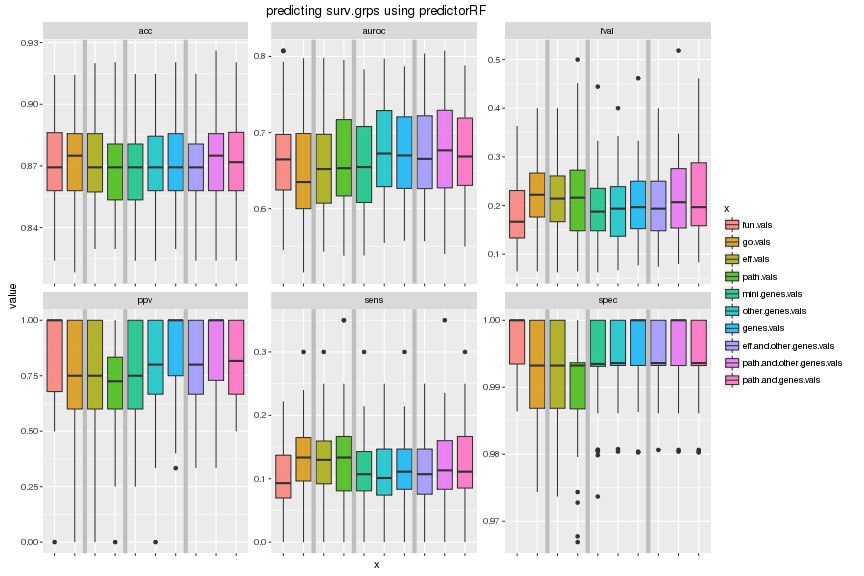 predicting surv.grps using predictorRF
acc
auroc
fval
0.93
0.90
0.87
0.84
0.8
0.7
0.6
0.5
0.4
0.3
0.2
0.1
ppv
sens
spec
1.00
0.75
0.50
0.25
0.00
0.3
0.2
0.1
0.0
1.00
0.99
0.98
0.97
value
x
x
fun.vals
go.vals
eff.vals
path.vals
mini.genes.vals
other.genes.vals
genes.vals
eff.and.other.genes.vals
path.and.other.genes.vals
path.and.genes.vals